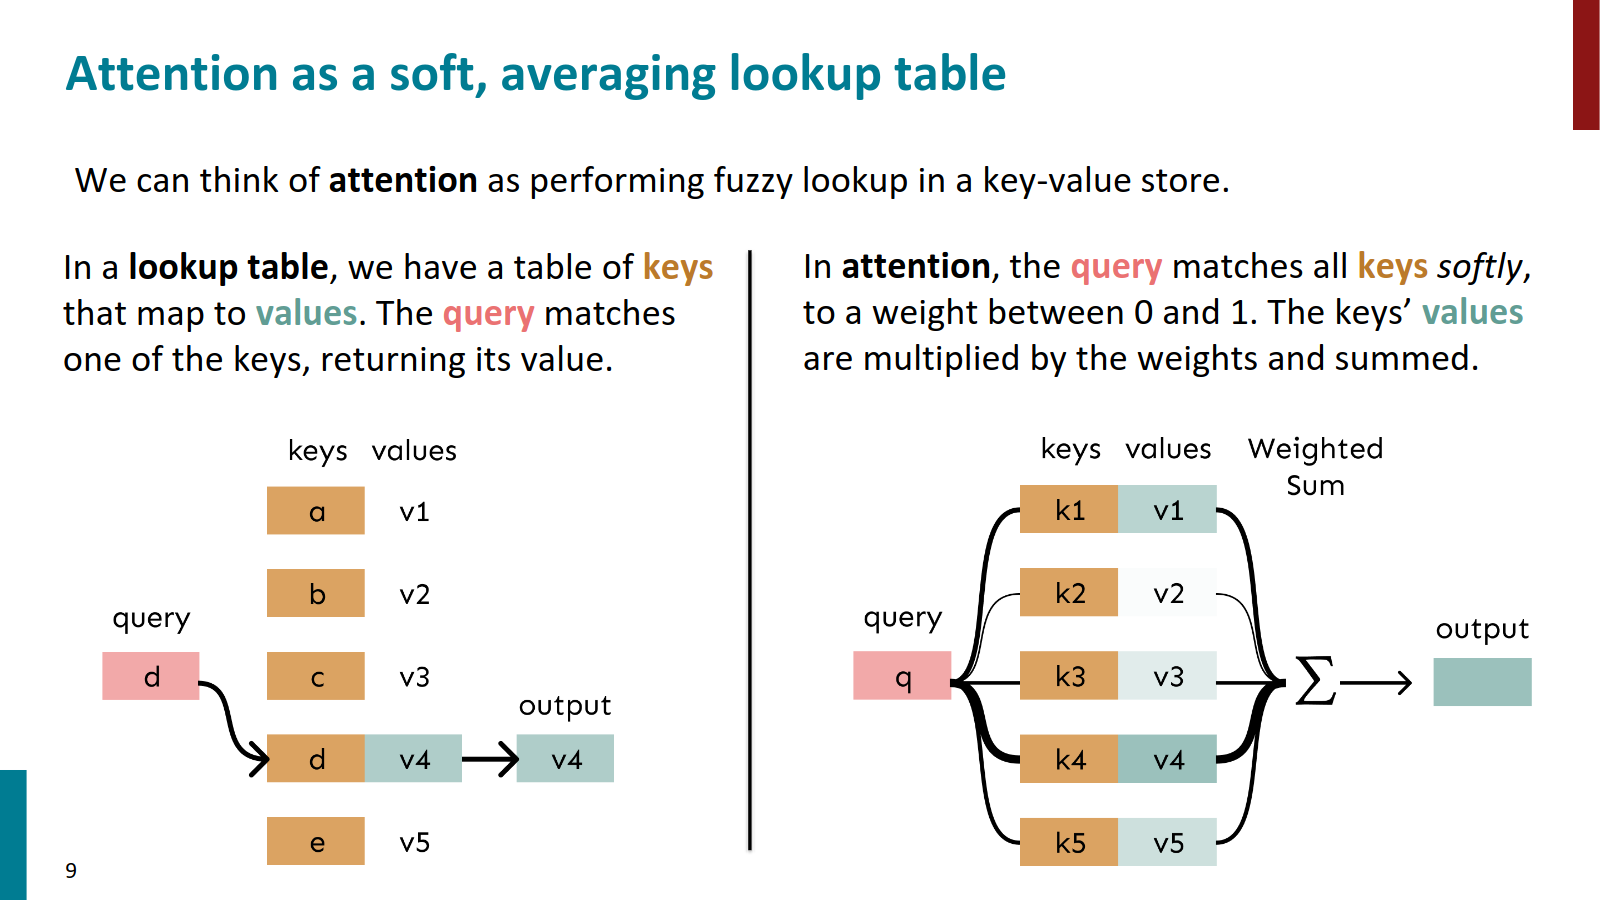 Attention as a soft, averaging lookup table
We can think of attention as performing fuzzy lookup in a key-value store.
In a lookup table, we have a table of keys
that map to values. The query matches
one of the keys, returning its value.
In attention, the query matches all keys softly,
to a weight between 0 and 1. The keys’ values
are multiplied by the weights and summed.
keys values
a v1
b v2
query
c v3
d
output
d v4 v4
e v5
keys values Weighted
Sum
k1 v1
k2 v2
query
output
q k3 v3 ∑
k4 v4
k5 v5
9